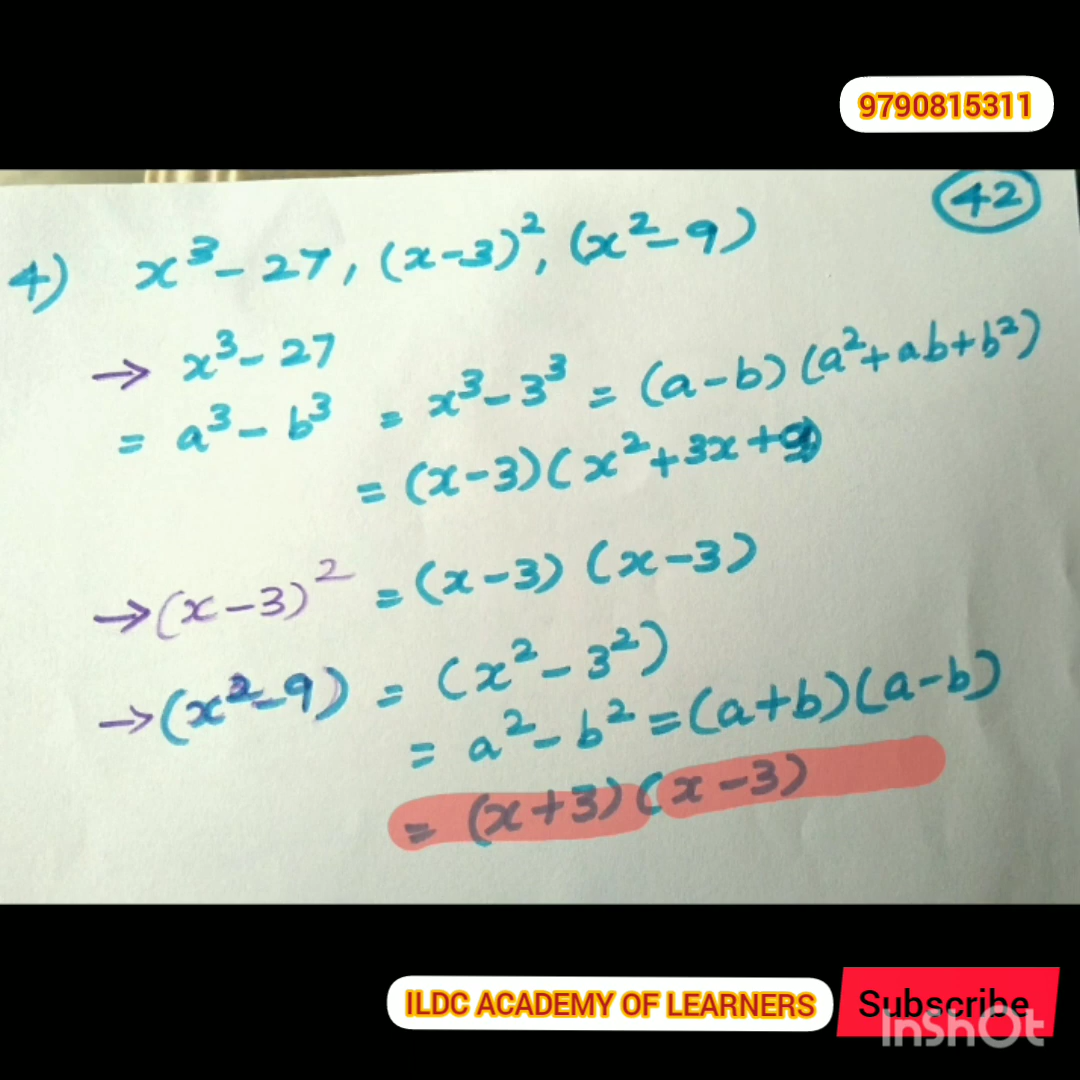 9790815311
42
4) x³ - 27, (x-3)², (x² - 9)
→ x³ - 27
= a³ - b³ = x³ - 3³ = (a-b) (a²+ab+b²)
= (x-3)(x²+3x+9)
→ (x-3)² = (x-3) (x-3)
→ (x²-9) = (x² - 3²)
= a² - b² = (a+b)(a-b)
= (x+3)(x-3)
ILDC ACADEMY OF LEARNERS
Subscribe
InShOt